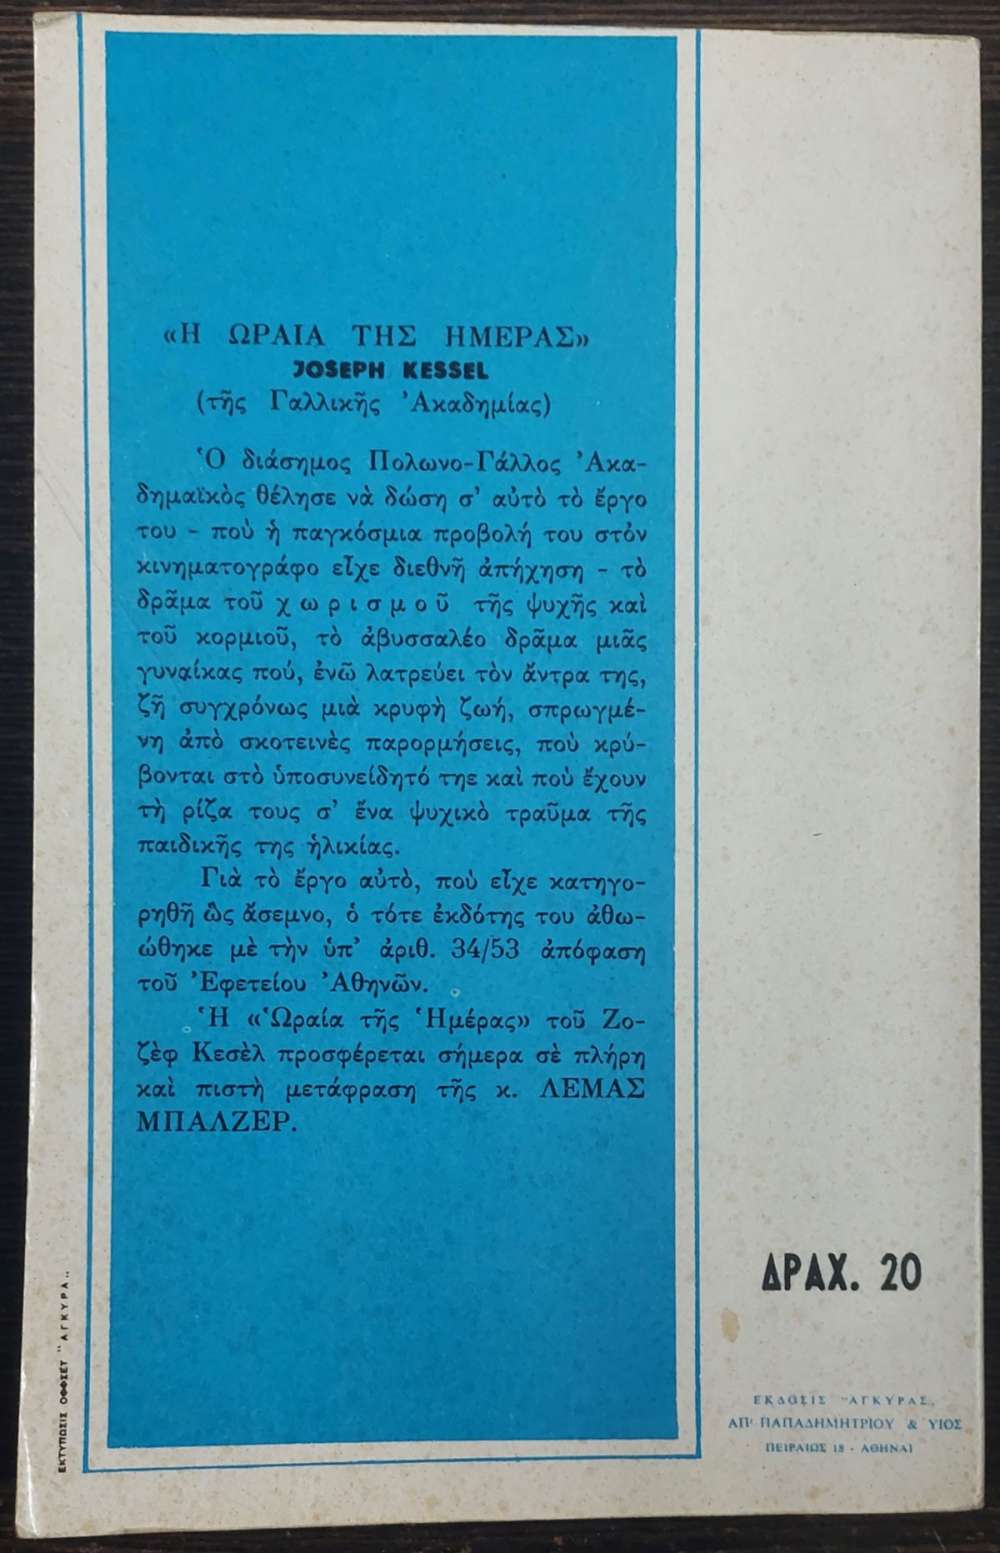 «Η ΩΡΑΙΑ ΤΗΣ ΗΜΕΡΑΣ»
JOSEPH KESSEL
(τῆς Γαλλικῆς Ἀκαδημίας)
Ὁ διάσημος Πολωνο-Γάλλος Ἀκα-
δημαϊκὸς θέλησε νὰ δώση σ' αὐτὸ τὸ ἔργο
του - ποὺ ἡ παγκόσμια προβολή του στόν
κινηματογράφο εἶχε διεθνῆ ἀπήχηση - τὸ
δρᾶμα τοῦ χωρισμοῦ τῆς ψυχῆς καὶ
τοῦ κορμιοῦ, τὸ ἀβυσσαλέο δρᾶμα μιᾶς
γυναίκας πού, ἐνῶ λατρεύει τὸν ἄντρα της,
ζῆ συγχρόνως μιὰ κρυφὴ ζωή, σπρωγμέ-
νη ἀπὸ σκοτεινὲς παρορμήσεις, ποὺ κρύ-
βονται στὸ ὑποσυνείδητό τηε καὶ ποὺ ἔχουν
τὴ ρίζα τους σ' ἕνα ψυχικὸ τραῦμα τῆς
παιδικῆς της ἡλικίας.
Γιὰ τὸ ἔργο αὐτὸ, ποὺ εἶχε κατηγο-
ρηθῆ ὡς ἄσεμνο, ὁ τότε ἐκδότης του ἀθω-
ώθηκε μὲ τὴν ὑπ' ἀριθ. 34/53 ἀπόφαση
τοῦ Ἐφετείου Ἀθηνῶν.
Ἡ «Ὡραία τῆς Ἡμέρας» τοῦ Ζο-
ζὲφ Κεσὲλ προσφέρεται σήμερα σὲ πλήρη
καὶ πιστὴ μετάφραση τῆς κ. ΛΕΜΑΣ
ΜΠΑΛΖΕΡ.
ΔΡΑΧ. 20
ΕΚΔΟΣΙΣ "ΑΓΚΥΡΑΣ,,
ΑΠ· ΠΑΠΑΔΗΜΗΤΡΙΟΥ & ΥΙΟΣ
ΠΕΙΡΑΙΩΣ 18 - ΑΘΗΝΑΙ
ΕΚΤΥΠΩΣΙΣ ΟΦΦΣΕΤ "ΑΓΚΥΡΑ,,